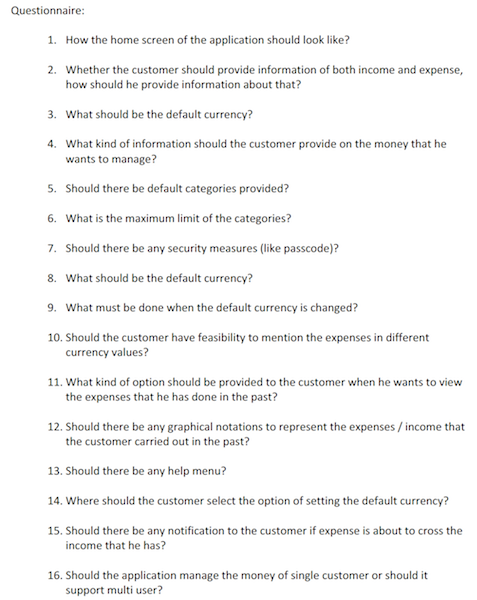 Questionnaire:
1. How the home screen of the application should look like?
2. Whether the customer should provide information of both income and expense,
how should he provide information about that?
3. What should be the default currency?
4. What kind of information should the customer provide on the money that he
wants to manage?
5. Should there be default categories provided?
6. What is the maximum limit of the categories?
7. Should there be any security measures (like passcode)?
8. What should be the default currency?
9. What must be done when the default currency is changed?
10. Should the customer have feasibility to mention the expenses in different
currency values?
11. What kind of option should be provided to the customer when he wants to view
the expenses that he has done in the past?
12. Should there be any graphical notations to represent the expenses / income that
the customer carried out in the past?
13. Should there be any help menu?
14. Where should the customer select the option of setting the default currency?
15. Should there be any notification to the customer if expense is about to cross the
income that he has?
16. Should the application manage the money of single customer or should it
support multi user?